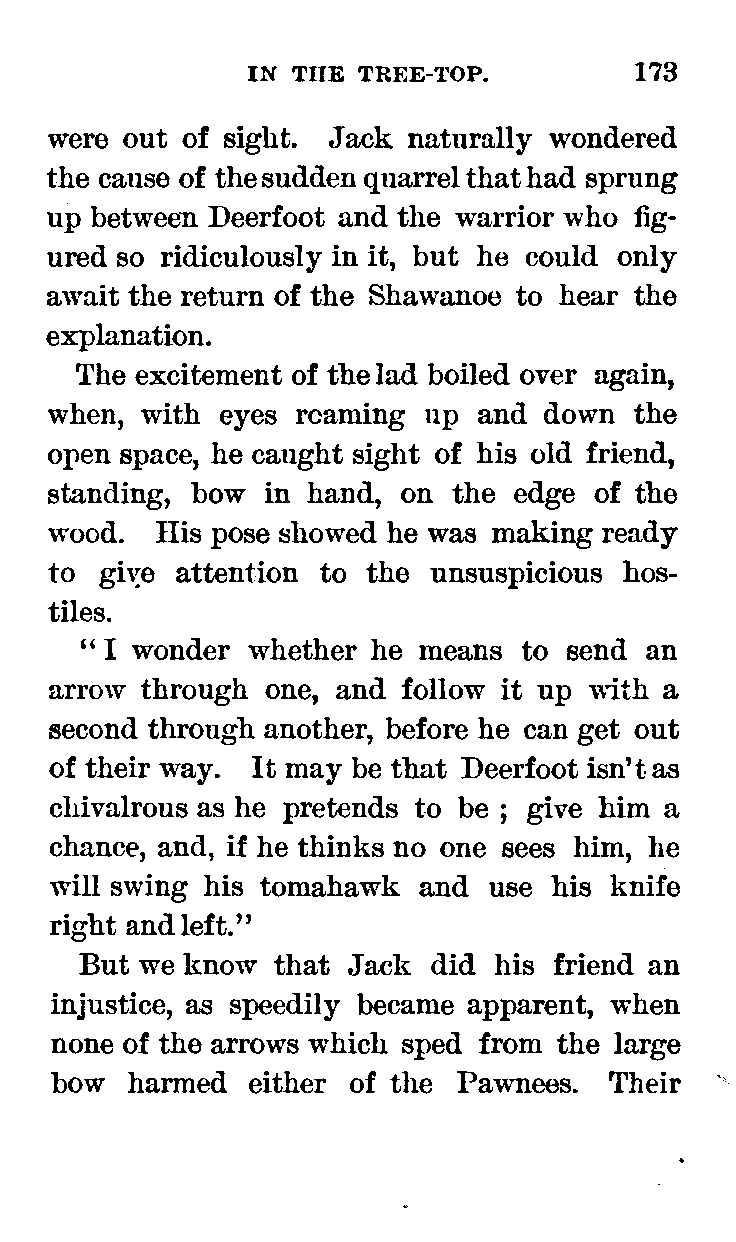 IN THE TREE-TOP. 173
were out of sight. Jack naturally wondered
the cause of the sudden quarrel that had sprung
up between Deerfoot and the warrior who fig-
ured so ridiculously in it, but he could only
await the return of the Shawanoe to hear the
explanation.
The excitement of the lad boiled over again,
when, with eyes roaming up and down the
open space, he caught sight of his old friend,
standing, bow in hand, on the edge of the
wood. His pose showed he was making ready
to give attention to the unsuspicious hos-
tiles.
"I wonder whether he means to send an
arrow through one, and follow it up with a
second through another, before he can get out
of their way. It may be that Deerfoot isn't as
chivalrous as he pretends to be ; give him a
chance, and, if he thinks no one sees him, he
will swing his tomahawk and use his knife
right and left."
But we know that Jack did his friend an
injustice, as speedily became apparent, when
none of the arrows which sped from the large
bow harmed either of the Pawnees. Their